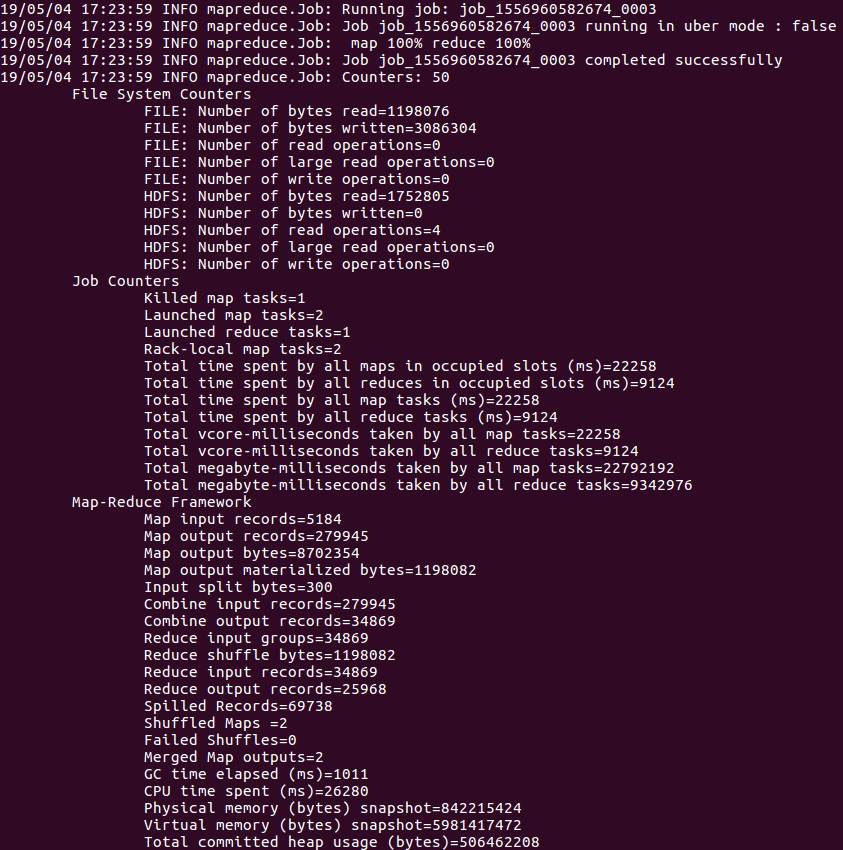 19/05/04 17:23:59 INFO mapreduce.Job: Running job: job_1556960582674_0003
19/05/04 17:23:59 INFO mapreduce.Job: Job job_1556960582674_0003 running in uber mode : false
19/05/04 17:23:59 INFO mapreduce.Job:  map 100% reduce 100%
19/05/04 17:23:59 INFO mapreduce.Job: Job job_1556960582674_0003 completed successfully
19/05/04 17:23:59 INFO mapreduce.Job: Counters: 50
File System Counters
FILE: Number of bytes read=1198076
FILE: Number of bytes written=3086304
FILE: Number of read operations=0
FILE: Number of large read operations=0
FILE: Number of write operations=0
HDFS: Number of bytes read=1752805
HDFS: Number of bytes written=0
HDFS: Number of read operations=4
HDFS: Number of large read operations=0
HDFS: Number of write operations=0
Job Counters
Killed map tasks=1
Launched map tasks=2
Launched reduce tasks=1
Rack-local map tasks=2
Total time spent by all maps in occupied slots (ms)=22258
Total time spent by all reduces in occupied slots (ms)=9124
Total time spent by all map tasks (ms)=22258
Total time spent by all reduce tasks (ms)=9124
Total vcore-milliseconds taken by all map tasks=22258
Total vcore-milliseconds taken by all reduce tasks=9124
Total megabyte-milliseconds taken by all map tasks=22792192
Total megabyte-milliseconds taken by all reduce tasks=9342976
Map-Reduce Framework
Map input records=5184
Map output records=279945
Map output bytes=8702354
Map output materialized bytes=1198082
Input split bytes=300
Combine input records=279945
Combine output records=34869
Reduce input groups=34869
Reduce shuffle bytes=1198082
Reduce input records=34869
Reduce output records=25968
Spilled Records=69738
Shuffled Maps =2
Failed Shuffles=0
Merged Map outputs=2
GC time elapsed (ms)=1011
CPU time spent (ms)=26280
Physical memory (bytes) snapshot=842215424
Virtual memory (bytes) snapshot=5981417472
Total committed heap usage (bytes)=506462208